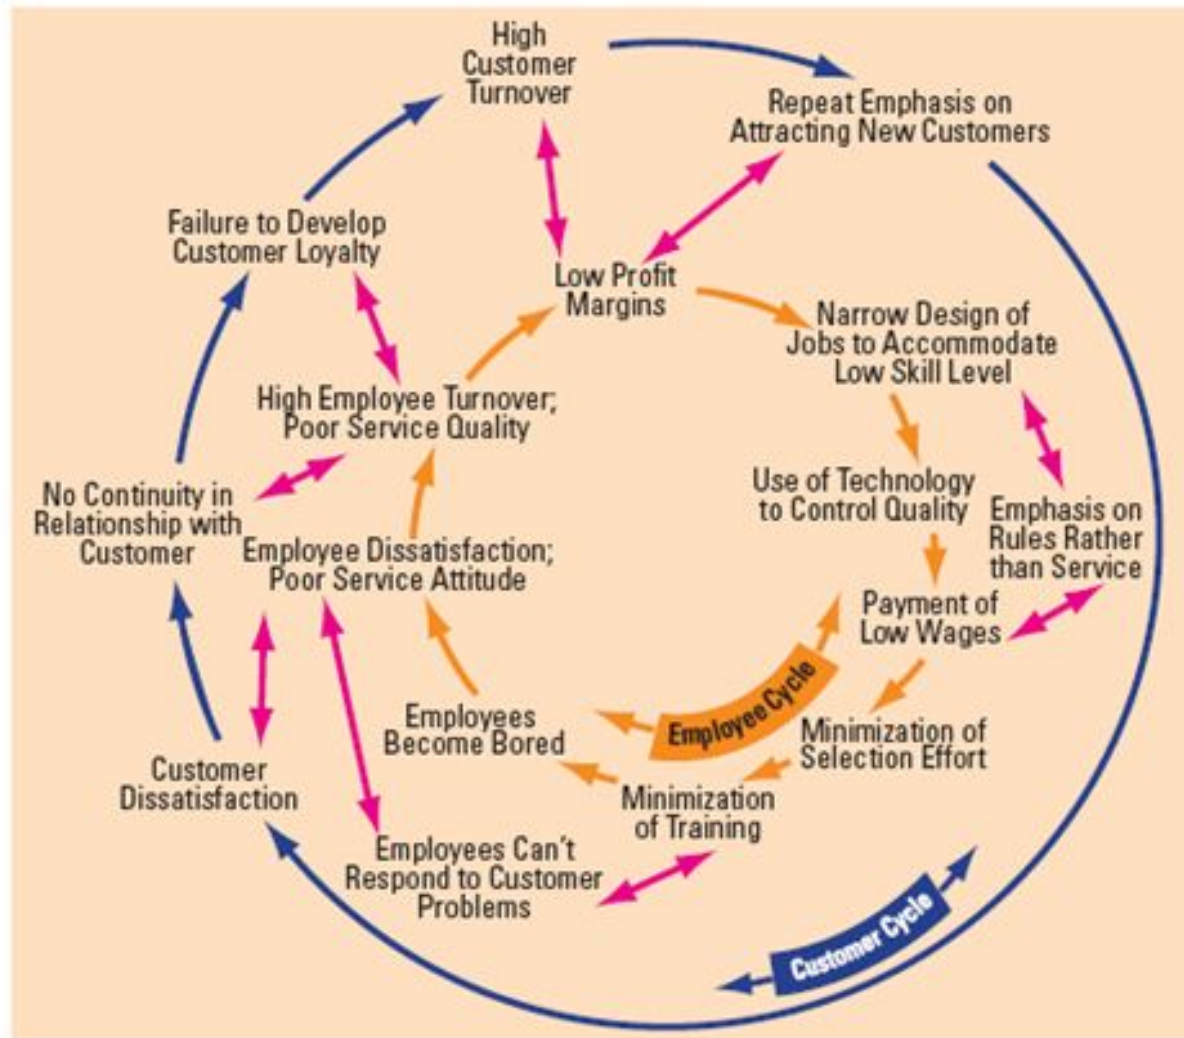 High
Customer
Turnover
Repeat Emphasis on
Attracting New Customers
Failure to Develop
Customer Loyalty
Low Profit
Margins
Narrow Design of
Jobs to Accommodate
Low Skill Level
High Employee Turnover;
Poor Service Quality
Use of Technology
to Control Quality
No Continuity in
Relationship with
Customer
Emphasis on
Rules Rather
than Service
Employee Dissatisfaction;
Poor Service Attitude
Payment of
Low Wages
Employee Cycle
Employees
Become Bored
Minimization of
Selection Effort
Customer
Dissatisfaction
Minimization
of Training
Employees Can't
Respond to Customer
Problems
Customer Cycle